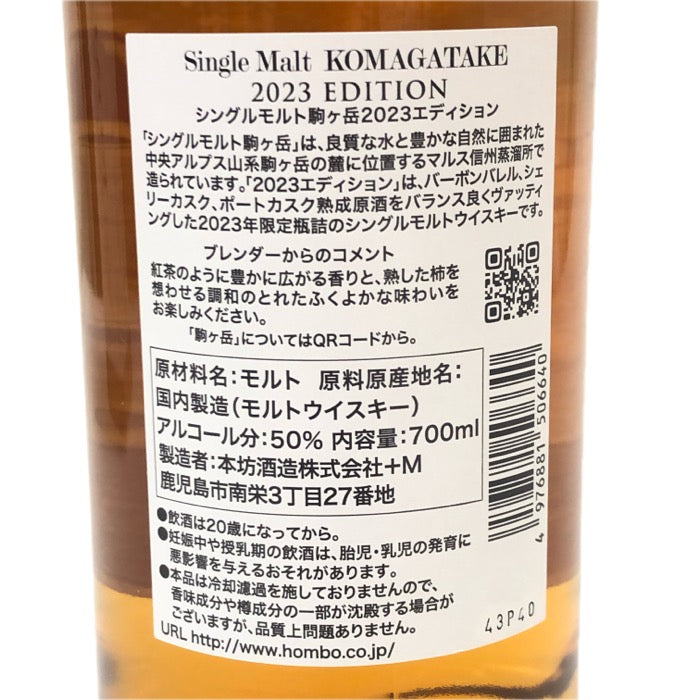 Single Malt KOMAGATAKE
2023 EDITION
シングルモルト駒ヶ岳2023エディション
「シングルモルト駒ヶ岳」は、良質な水と豊かな自然に囲まれた
中央アルプス山系駒ヶ岳の麓に位置するマルス信州蒸溜所で
造られています。「2023エディション」は、バーボンバレル、シェ
リーカスク、ポートカスク熟成原酒をバランス良くヴァッティ
ングした2023年限定瓶詰のシングルモルトウイスキーです。
ブレンダーからのコメント
紅茶のように豊かに広がる香りと、熟した柿を
想わせる調和のとれたふくよかな味わいを
お楽しみください。
「駒ヶ岳」についてはQRコードから。
原材料名:モルト 原料原産地名:
国内製造(モルトウイスキー)
アルコール分:50% 内容量:700ml
製造者:本坊酒造株式会社+M
鹿児島市南栄3丁目27番地
●飲酒は20歳になってから。
●妊娠中や授乳期の飲酒は、胎児・乳児の発育に
悪影響を与えるおそれがあります。
●本品は冷却濾過を施しておりませんので、
香味成分や樽成分の一部が沈殿する場合が
ございますが、品質上問題ありません。
URL http://www.hombo.co.jp/
4 976881 506640
43P40